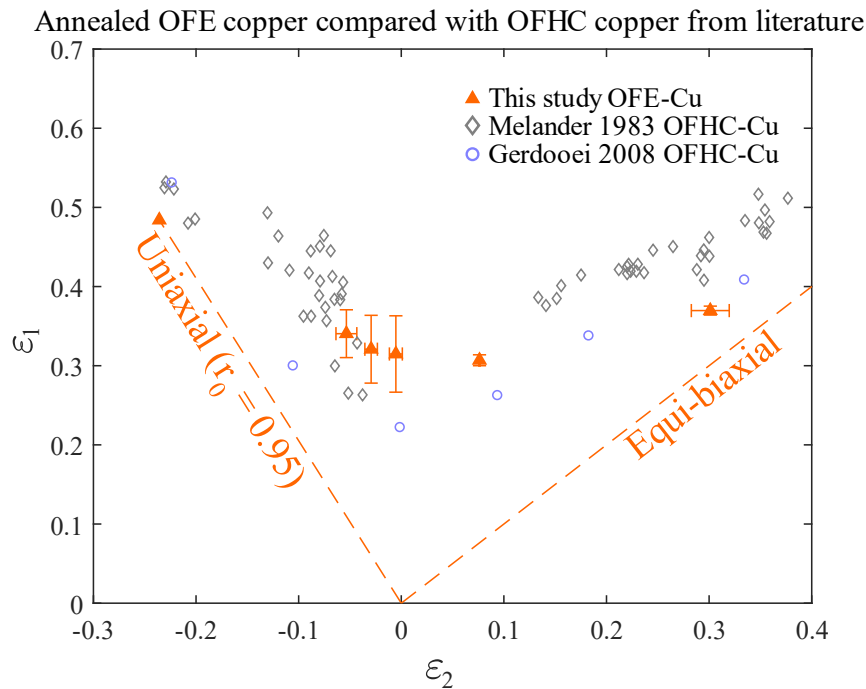 Annealed OFE copper compared with OFHC copper from literature
0.7
0.6
0.5
0.4
0.3
0.2
0.1
0
ε1
This study OFE-Cu
Melander 1983 OFHC-Cu
Gerdooei 2008 OFHC-Cu
Uniaxial (r0 = 0.95)
Equi-biaxial
-0.3 -0.2 -0.1 0 0.1 0.2 0.3 0.4
ε2